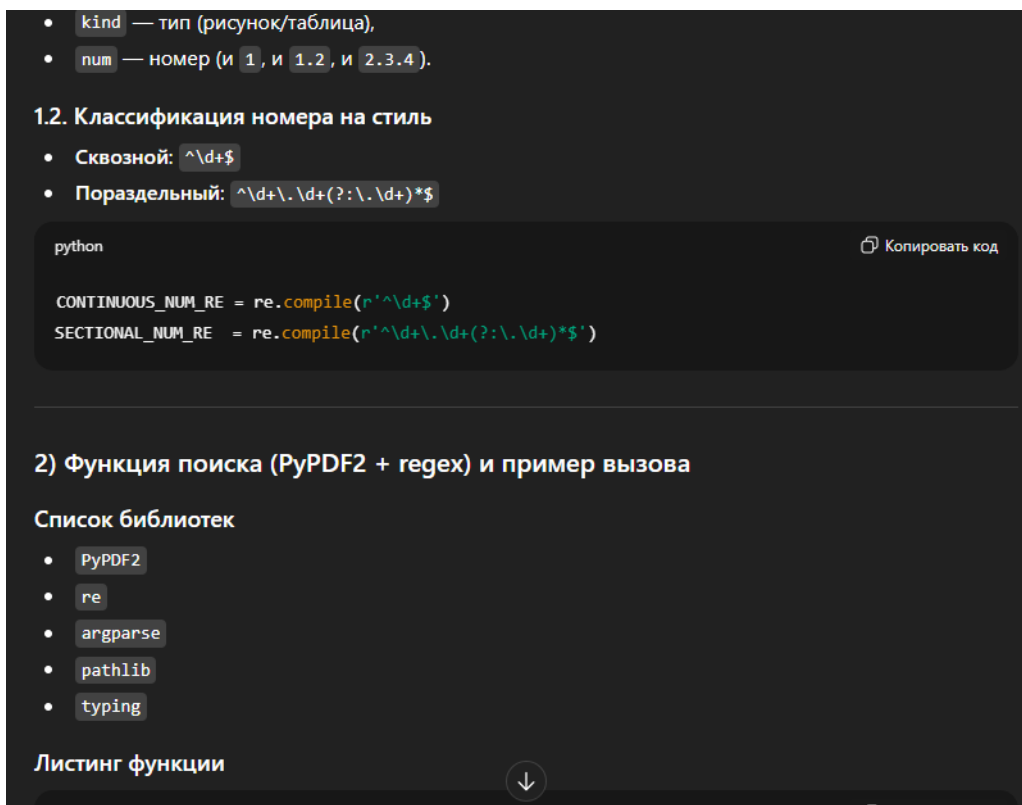 kind — тип (рисунок/таблица),
num — номер (и 1, и 1.2, и 2.3.4).
1.2. Классификация номера на стиль
Сквозной: ^\d+$
Пораздельный: ^\d+\.\d+(?:\.\d+)*$
python Копировать код
CONTINUOUS_NUM_RE = re.compile(r'^\d+$')
SECTIONAL_NUM_RE  = re.compile(r'^\d+\.\d+(?:\.\d+)*$')
2) Функция поиска (PyPDF2 + regex) и пример вызова
Список библиотек
PyPDF2
re
argparse
pathlib
typing
Листинг функции